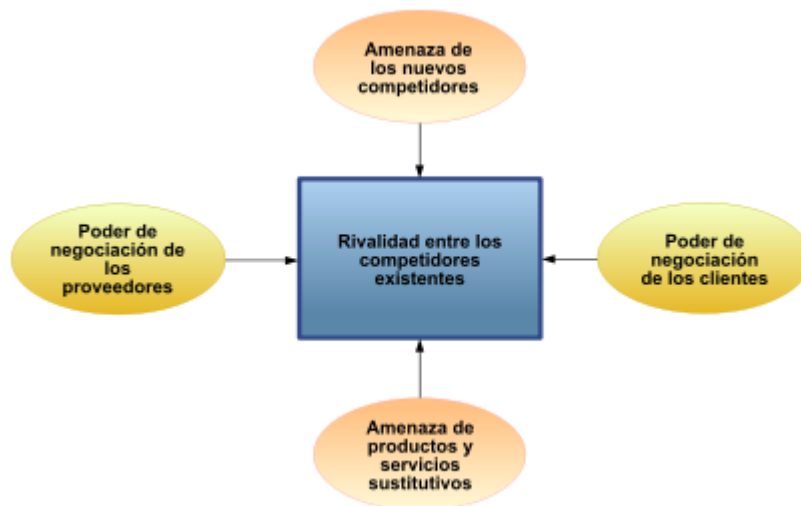 Amenaza de
los nuevos
competidores
Poder de
negociación de
los
proveedores
Rivalidad entre los
competidores
existentes
Poder de
negociación
de los clientes
Amenaza de
productos y
servicios
sustitutivos